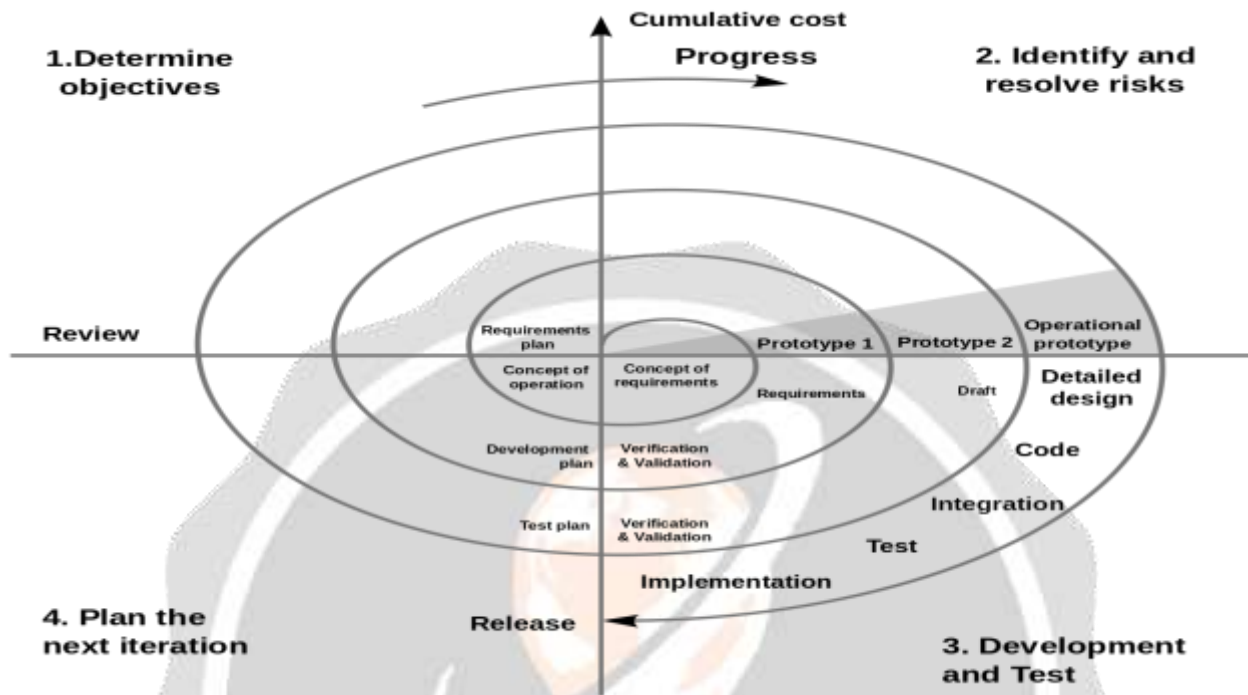 Cumulative cost
Progress
1.Determine
objectives
2. Identify and
resolve risks
Review
Requirements
plan
Concept of
operation
Concept of
requirements
Prototype 1
Prototype 2
Operational
prototype
Requirements
Draft
Detailed
design
Development
plan
Verification
& Validation
Code
Integration
Test plan
Verification
& Validation
Test
Implementation
Release
4. Plan the
next iteration
3. Development
and Test